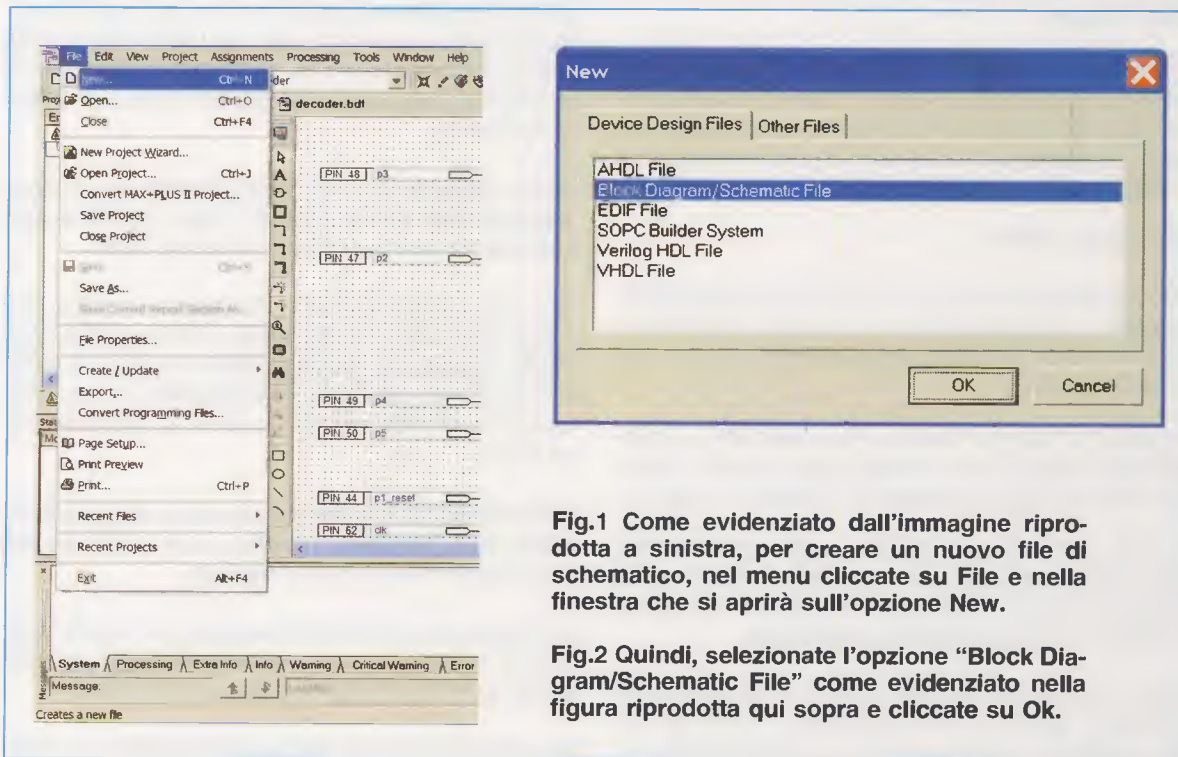 File Edit View Project Assignments Processing Tools Window Help
New... Ctrl+N
Open... Ctrl+O
Close Ctrl+F4
New Project Wizard...
Open Project... Ctrl+J
Convert MAX+PLUS II Project...
Save Project
Close Project
Save
Save As...
File Properties...
Create / Update
Export...
Convert Programming Files...
Page Setup...
Print Preview
Print... Ctrl+P
Recent Files
Recent Projects
Exit Alt+F4
der
decoder.bdf
PIN 48 p3
PIN 47 p2
PIN 49 p4
PIN 50 p5
PIN 44 p1_reset
PIN 62 clk
System Processing Extra Info Info Warning Critical Warning Error
Message:
Creates a new file
New
Device Design Files Other Files
AHDL File
Block Diagram/Schematic File
EDIF File
SOPC Builder System
Verilog HDL File
VHDL File
OK Cancel
Fig.1 Come evidenziato dall'immagine ripro-
dotta a sinistra, per creare un nuovo file di
schematico, nel menu cliccate su File e nella
finestra che si aprirà sull'opzione New.
Fig.2 Quindi, selezionate l'opzione “Block Dia-
gram/Schematic File” come evidenziato nella
figura riprodotta qui sopra e cliccate su Ok.